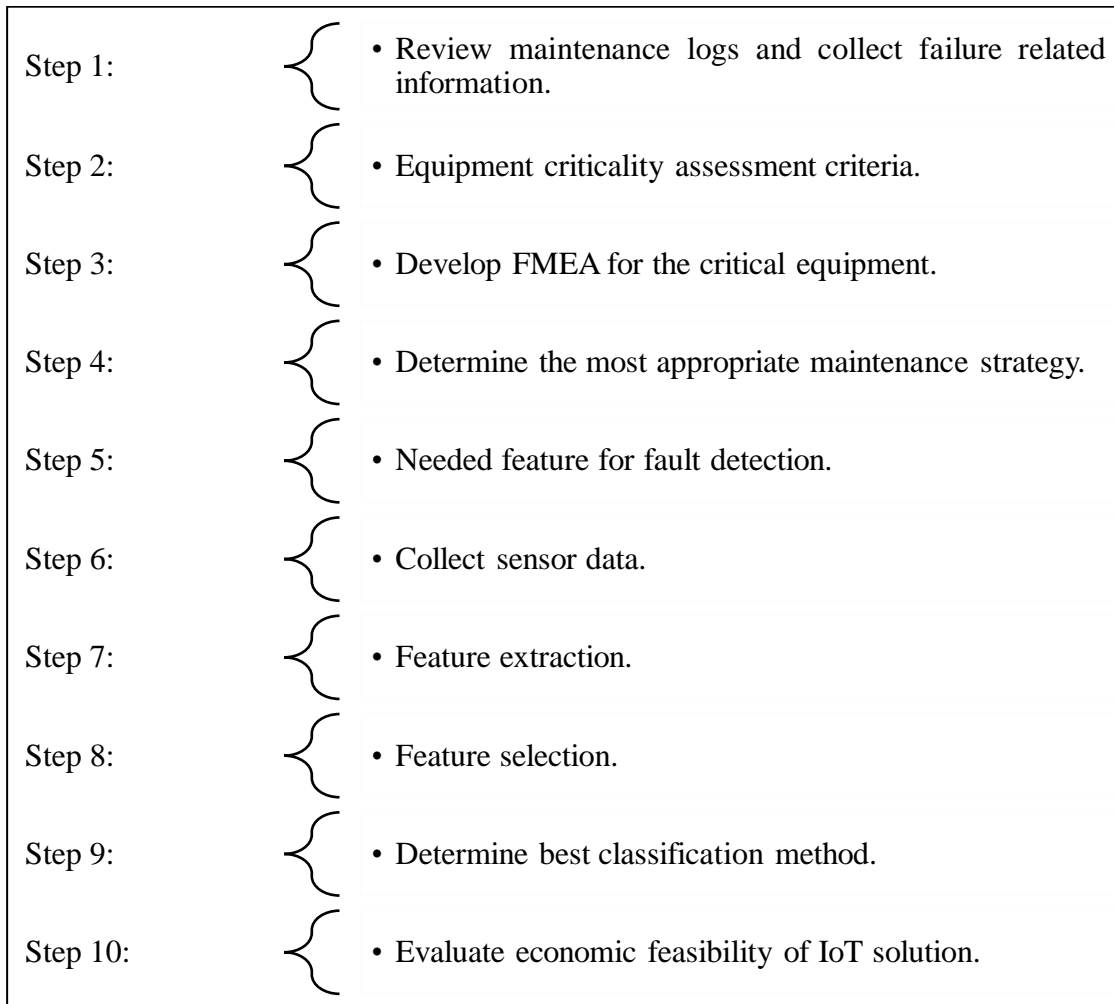 Step 1:
• Review maintenance logs and collect failure related
information.
Step 2:
• Equipment criticality assessment criteria.
Step 3:
• Develop FMEA for the critical equipment.
Step 4:
• Determine the most appropriate maintenance strategy.
Step 5:
• Needed feature for fault detection.
Step 6:
• Collect sensor data.
Step 7:
• Feature extraction.
Step 8:
• Feature selection.
Step 9:
• Determine best classification method.
Step 10:
• Evaluate economic feasibility of IoT solution.